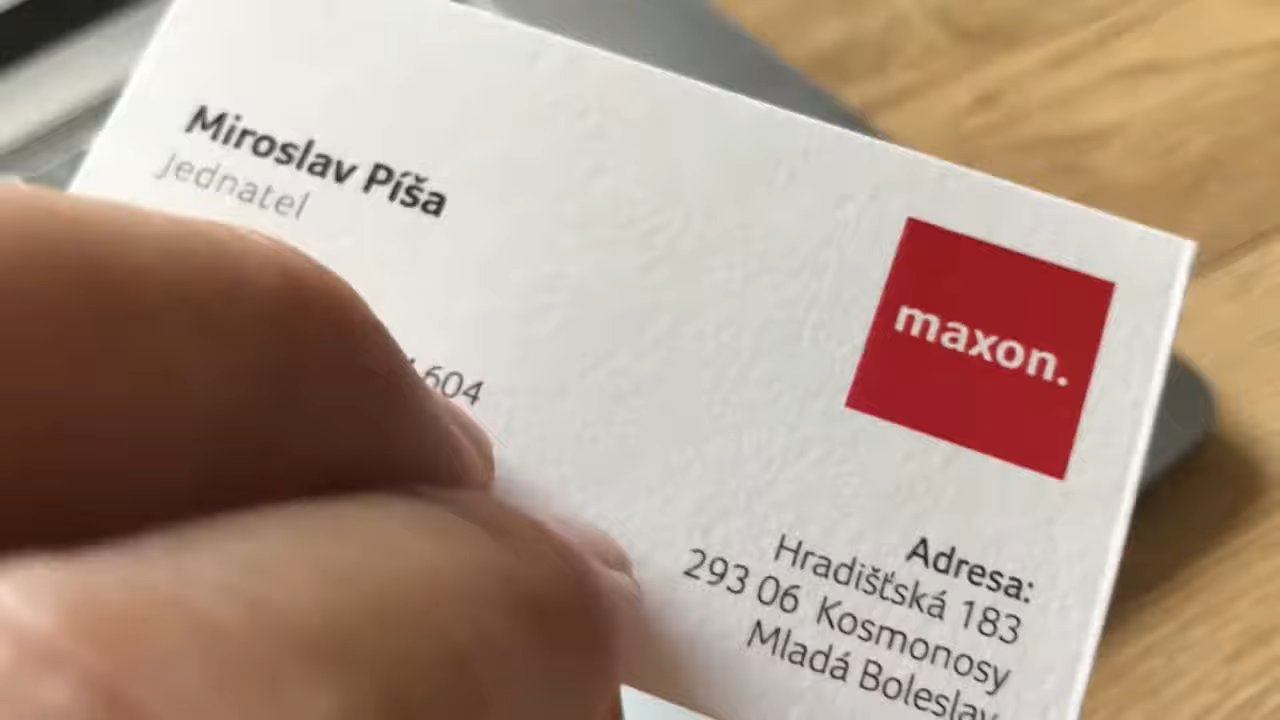 Miroslav Píša
Jednatel
604
maxon.
Adresa:
Hradišťská 183
293 06 Kosmonosy
Mladá Boleslav